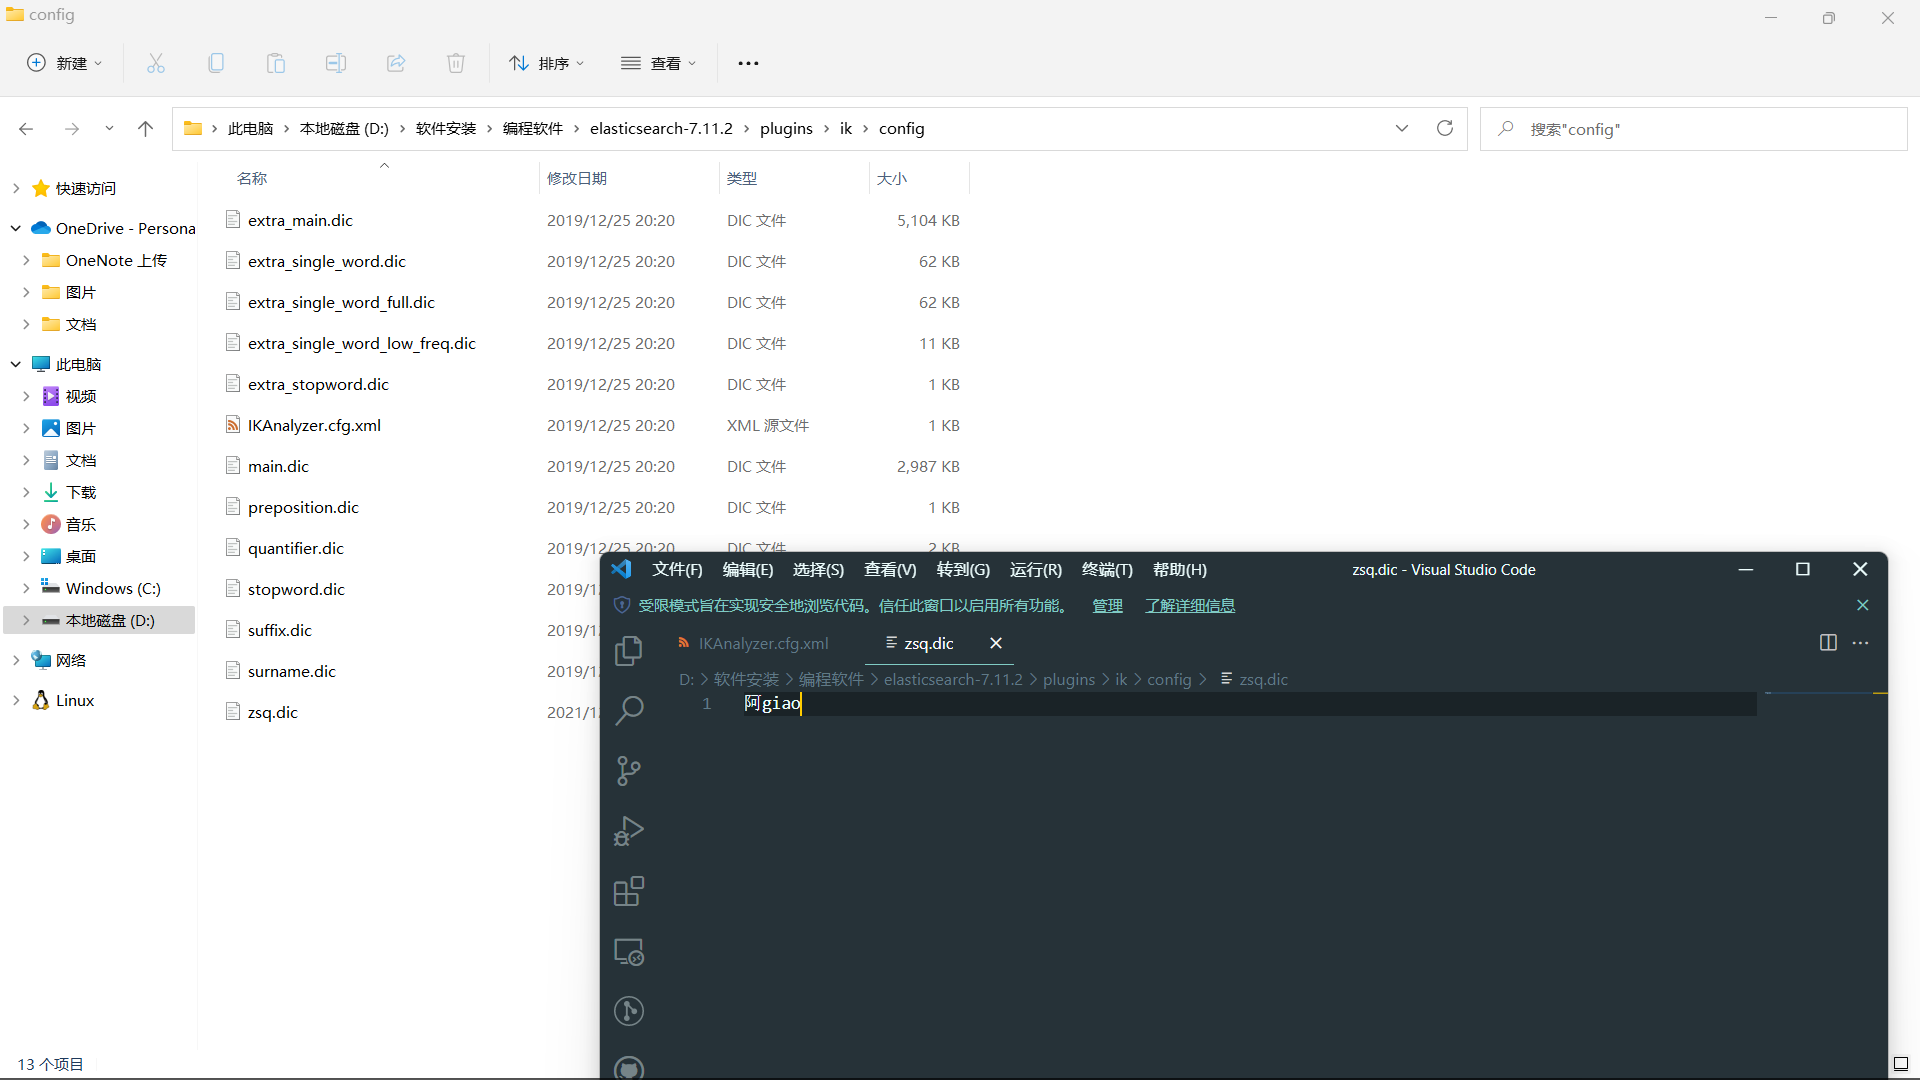 config
新建
排序
查看
此电脑 本地磁盘 (D:) 软件安装 编程软件 elasticsearch-7.11.2 plugins ik config
搜索"config"
名称 修改日期 类型 大小
快速访问
OneDrive - Persona
OneNote 上传
图片
文档
此电脑
视频
图片
文档
下载
音乐
桌面
Windows (C:)
本地磁盘 (D:)
网络
Linux
extra_main.dic 2019/12/25 20:20 DIC 文件 5,104 KB
extra_single_word.dic 2019/12/25 20:20 DIC 文件 62 KB
extra_single_word_full.dic 2019/12/25 20:20 DIC 文件 62 KB
extra_single_word_low_freq.dic 2019/12/25 20:20 DIC 文件 11 KB
extra_stopword.dic 2019/12/25 20:20 DIC 文件 1 KB
IKAnalyzer.cfg.xml 2019/12/25 20:20 XML 源文件 1 KB
main.dic 2019/12/25 20:20 DIC 文件 2,987 KB
preposition.dic 2019/12/25 20:20 DIC 文件 1 KB
quantifier.dic 2019/12/25 20:20 DIC 文件 2 KB
stopword.dic 2019/1
suffix.dic 2019/1
surname.dic 2019/1
zsq.dic 2021/1
13 个项目
文件(F) 编辑(E) 选择(S) 查看(V) 转到(G) 运行(R) 终端(T) 帮助(H) zsq.dic - Visual Studio Code
受限模式旨在实现安全地浏览代码。信任此窗口以启用所有功能。 管理 了解详细信息
IKAnalyzer.cfg.xml zsq.dic
D: > 软件安装 > 编程软件 > elasticsearch-7.11.2 > plugins > ik > config > zsq.dic
1 阿giao